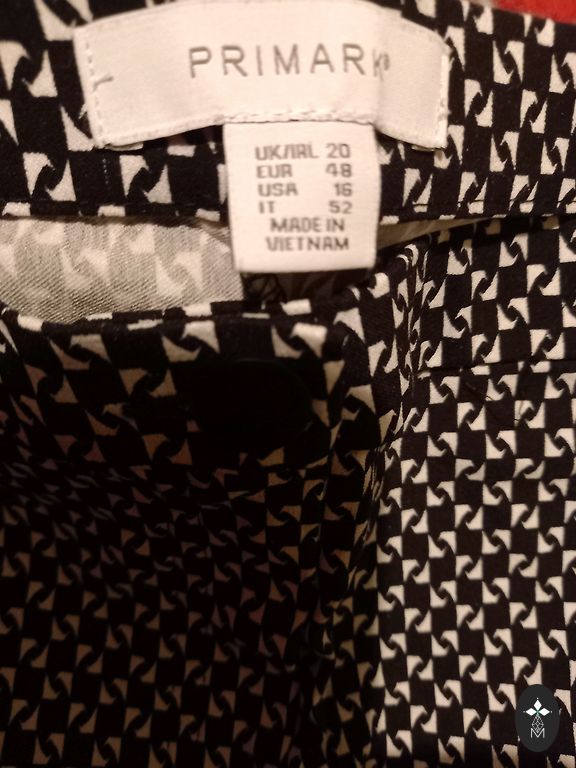 PRIMARK®
UK/IRL 20
EUR 48
USA 16
IT 52
MADE IN
VIETNAM
M